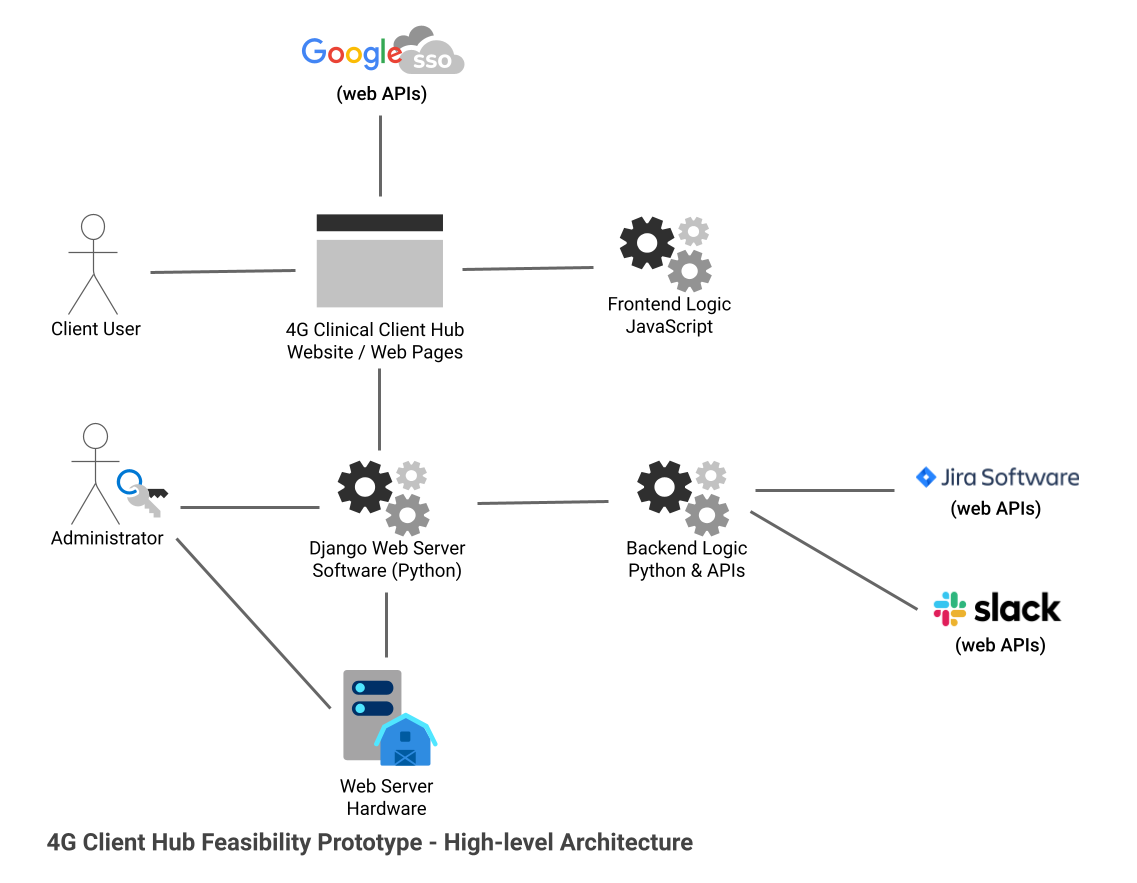 Google SSO
(web APIs)
Client User
4G Clinical Client Hub
Website / Web Pages
Frontend Logic
JavaScript
Administrator
Django Web Server
Software (Python)
Backend Logic
Python & APIs
Jira Software
(web APIs)
slack
(web APIs)
Web Server
Hardware
4G Client Hub Feasibility Prototype - High-level Architecture